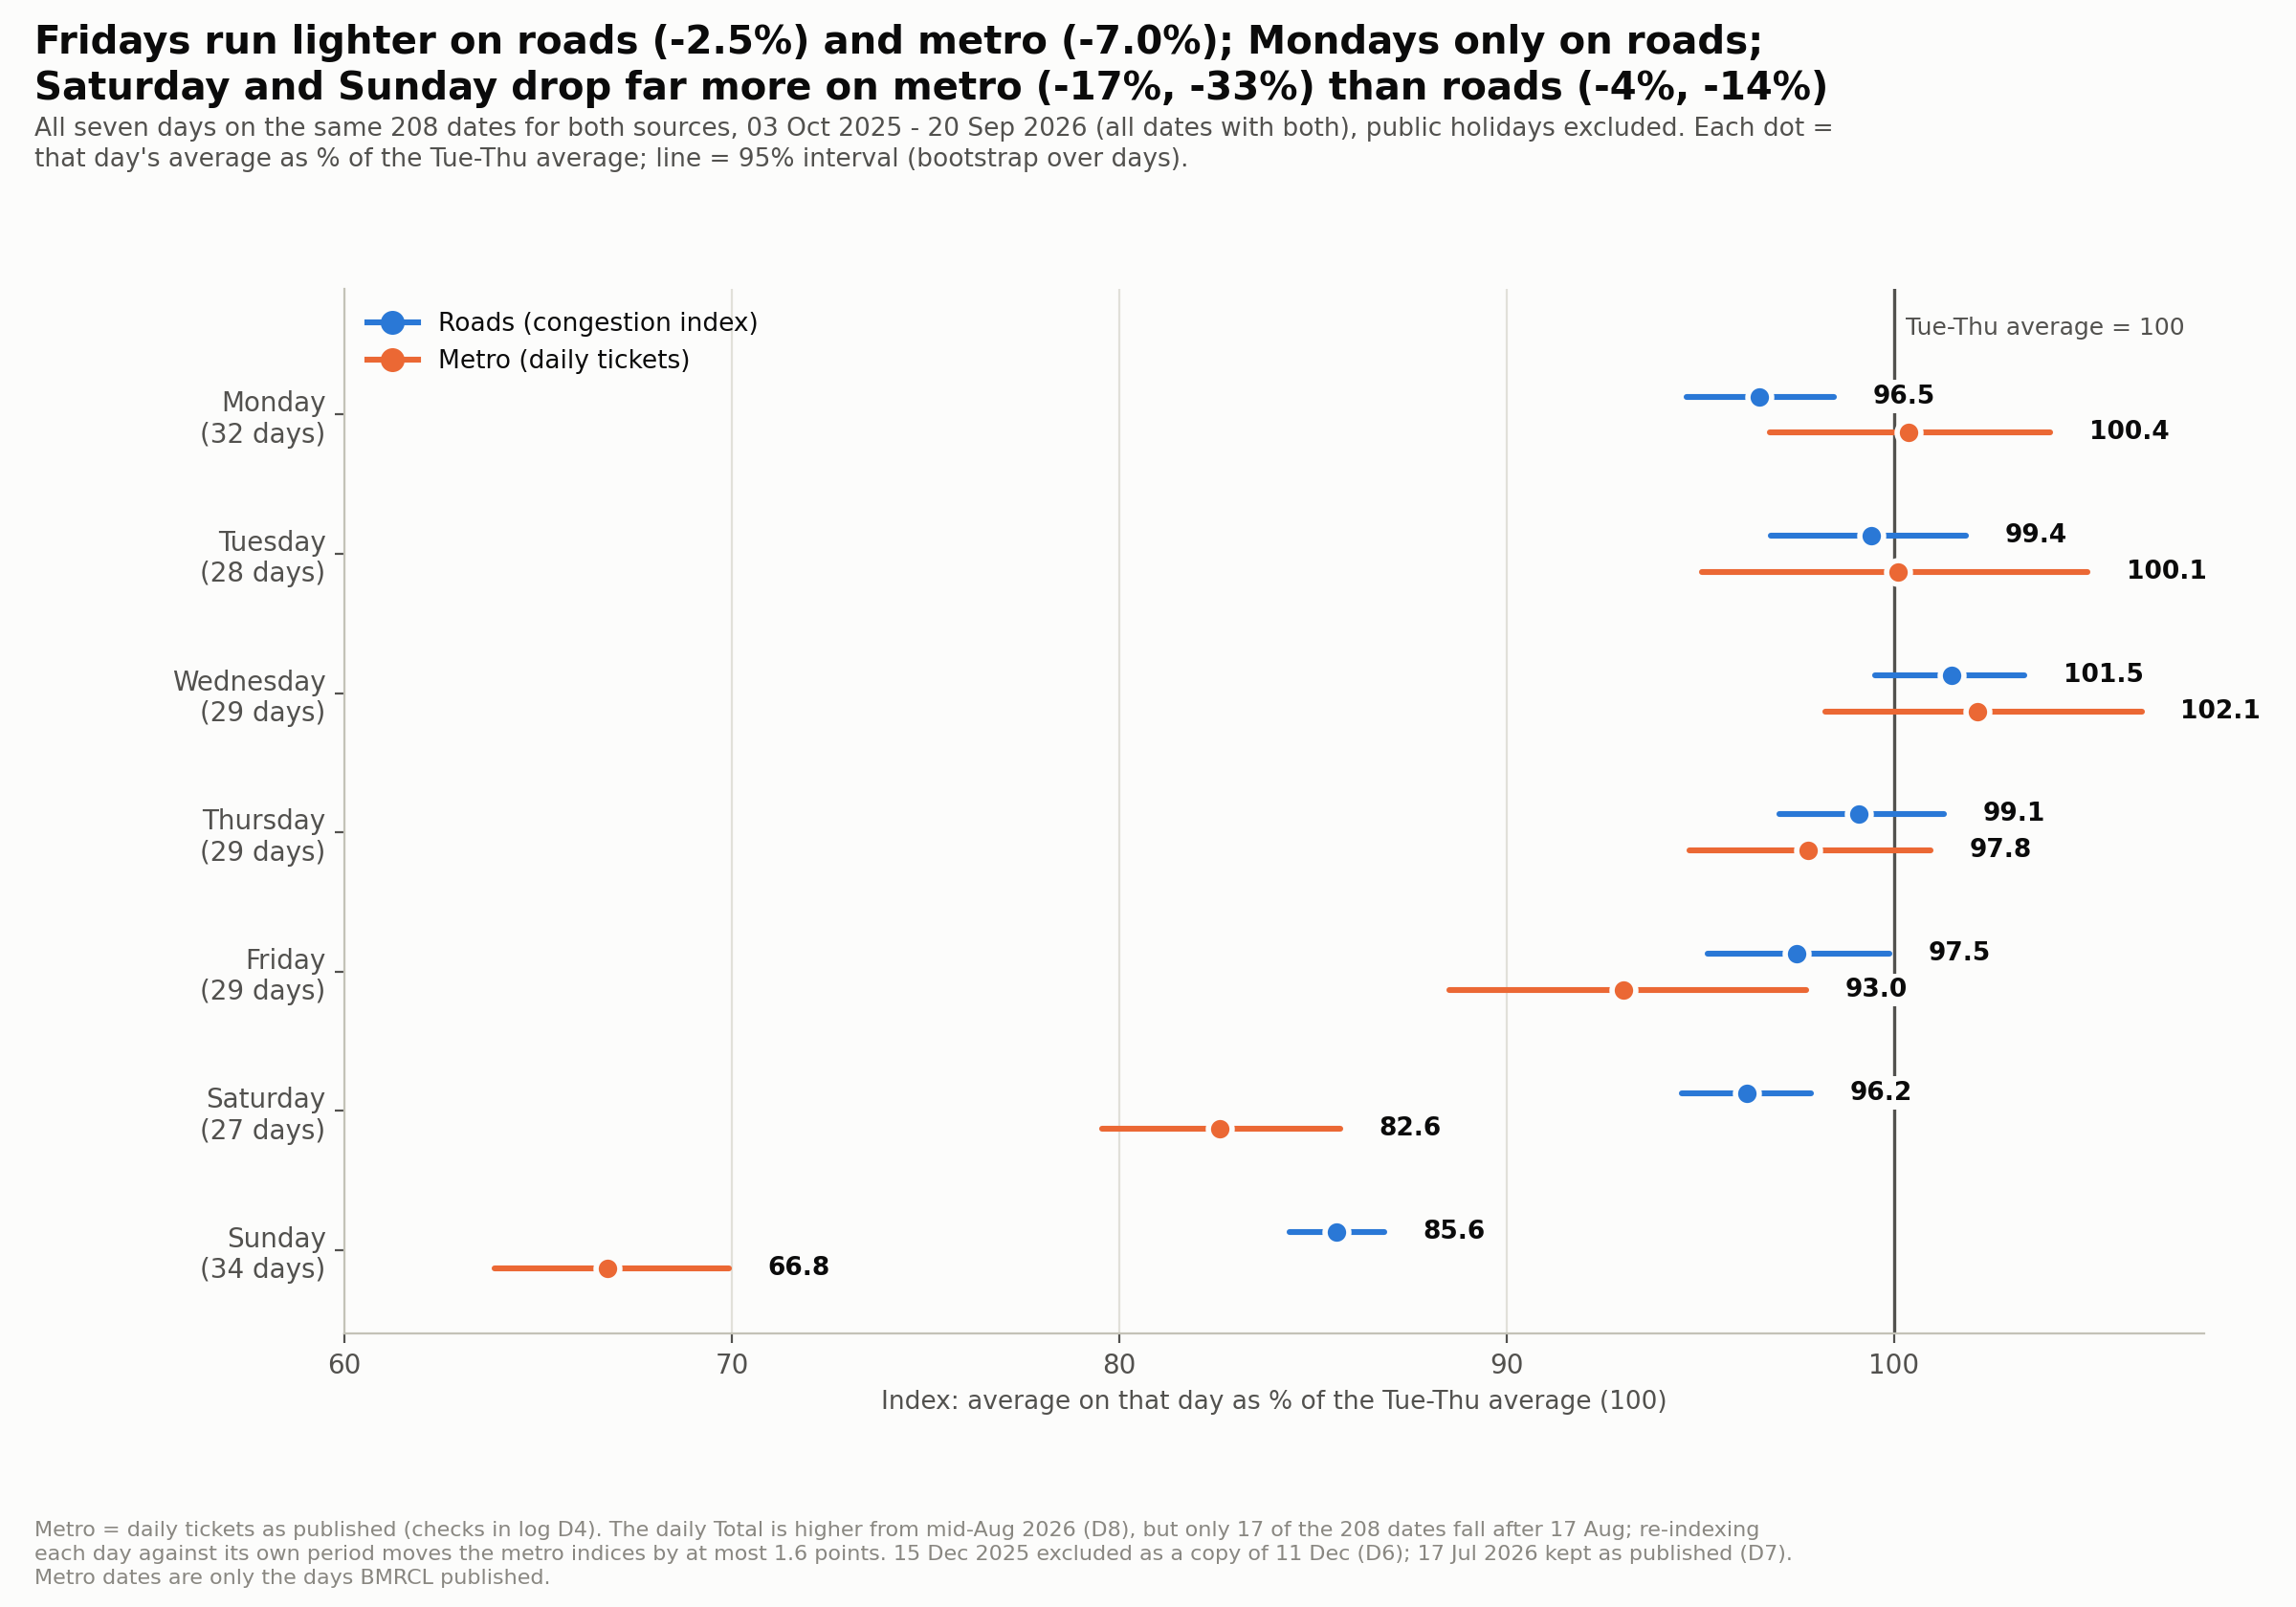 Fridays run lighter on roads (-2.5%) and metro (-7.0%); Mondays only on roads;
Saturday and Sunday drop far more on metro (-17%, -33%) than roads (-4%, -14%)
All seven days on the same 208 dates for both sources, 03 Oct 2025 - 20 Sep 2026 (all dates with both), public holidays excluded. Each dot =
that day's average as % of the Tue-Thu average; line = 95% interval (bootstrap over days).
Roads (congestion index)
Metro (daily tickets)
Tue-Thu average = 100
Monday
(32 days)
96.5
100.4
Tuesday
(28 days)
99.4
100.1
Wednesday
(29 days)
101.5
102.1
Thursday
(29 days)
99.1
97.8
Friday
(29 days)
97.5
93.0
Saturday
(27 days)
96.2
82.6
Sunday
(34 days)
85.6
66.8
60 70 80 90 100
Index: average on that day as % of the Tue-Thu average (100)
Metro = daily tickets as published (checks in log D4). The daily Total is higher from mid-Aug 2026 (D8), but only 17 of the 208 dates fall after 17 Aug; re-indexing
each day against its own period moves the metro indices by at most 1.6 points. 15 Dec 2025 excluded as a copy of 11 Dec (D6); 17 Jul 2026 kept as published (D7).
Metro dates are only the days BMRCL published.